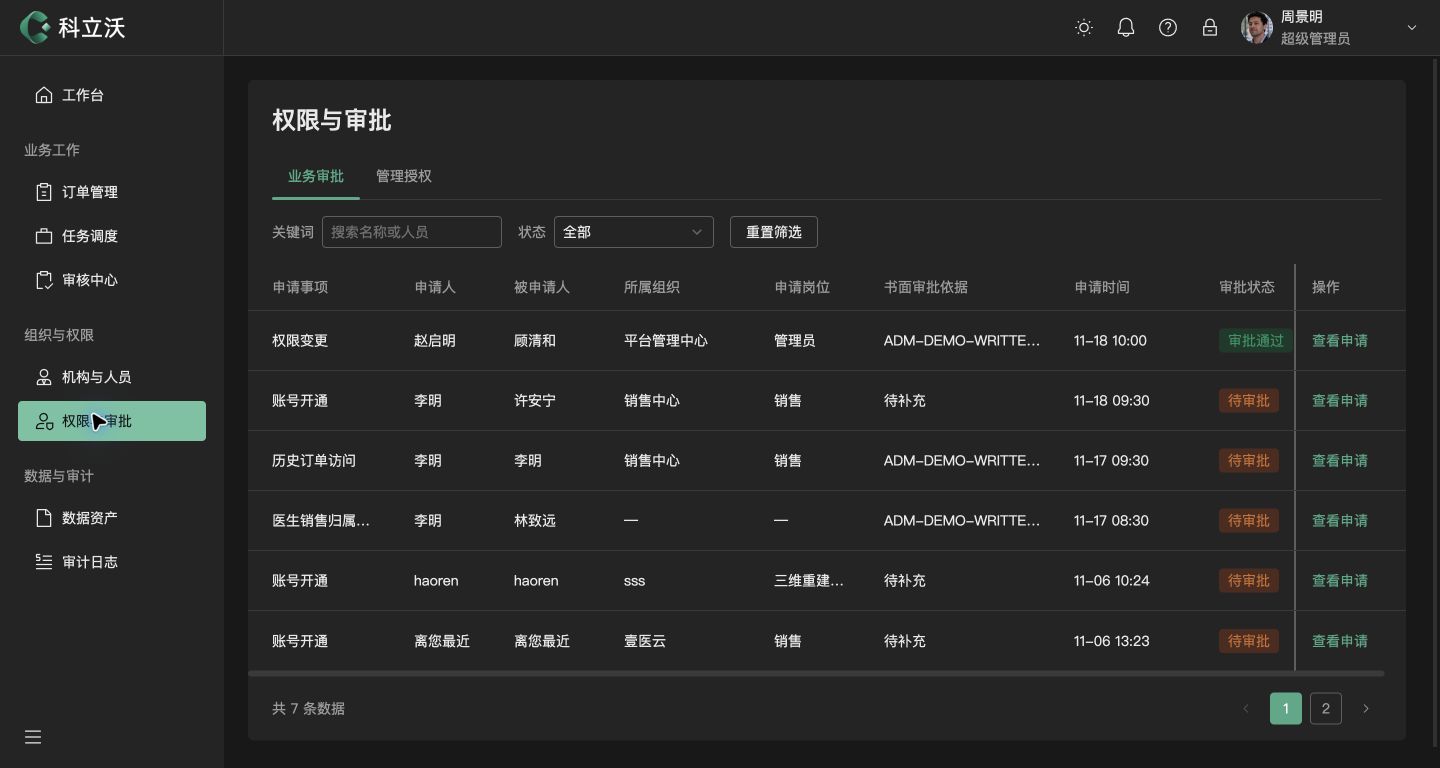 科立沃
周景明
超级管理员
工作台
业务工作
订单管理
任务调度
审核中心
组织与权限
机构与人员
权限 审批
数据与审计
数据资产
审计日志
权限与审批
业务审批 管理授权
关键词 搜索名称或人员 状态 全部 重置筛选
申请事项 申请人 被申请人 所属组织 申请岗位 书面审批依据 申请时间 审批状态 操作
权限变更 赵启明 顾清和 平台管理中心 管理员 ADM-DEMO-WRITTE... 11-18 10:00 审批通过 查看申请
账号开通 李明 许安宁 销售中心 销售 待补充 11-18 09:30 待审批 查看申请
历史订单访问 李明 李明 销售中心 销售 ADM-DEMO-WRITTE... 11-17 09:30 待审批 查看申请
医生销售归属... 李明 林致远 — — ADM-DEMO-WRITTE... 11-17 08:30 待审批 查看申请
账号开通 haoren haoren sss 三维重建... 待补充 11-06 10:24 待审批 查看申请
账号开通 离您最近 离您最近 壹医云 销售 待补充 11-06 13:23 待审批 查看申请
共 7 条数据 1 2